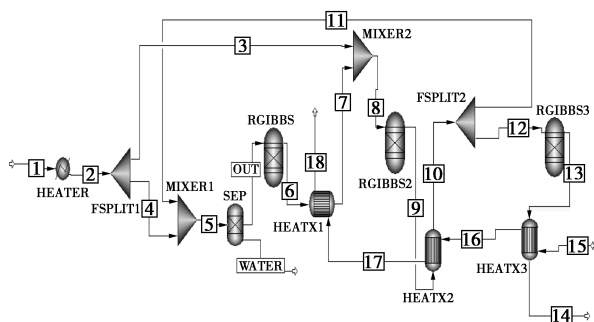 11
MIXER2
3
7
8
FSPLIT2
RGIBBS3
RGIBBS
12
18
1
2
HEATER
FSPLIT1
4
MIXER1
OUT
SEP
6
RGIBBS2
10
13
5
HEATX1
9
WATER
17
16
15
HEATX2
HEATX3
14